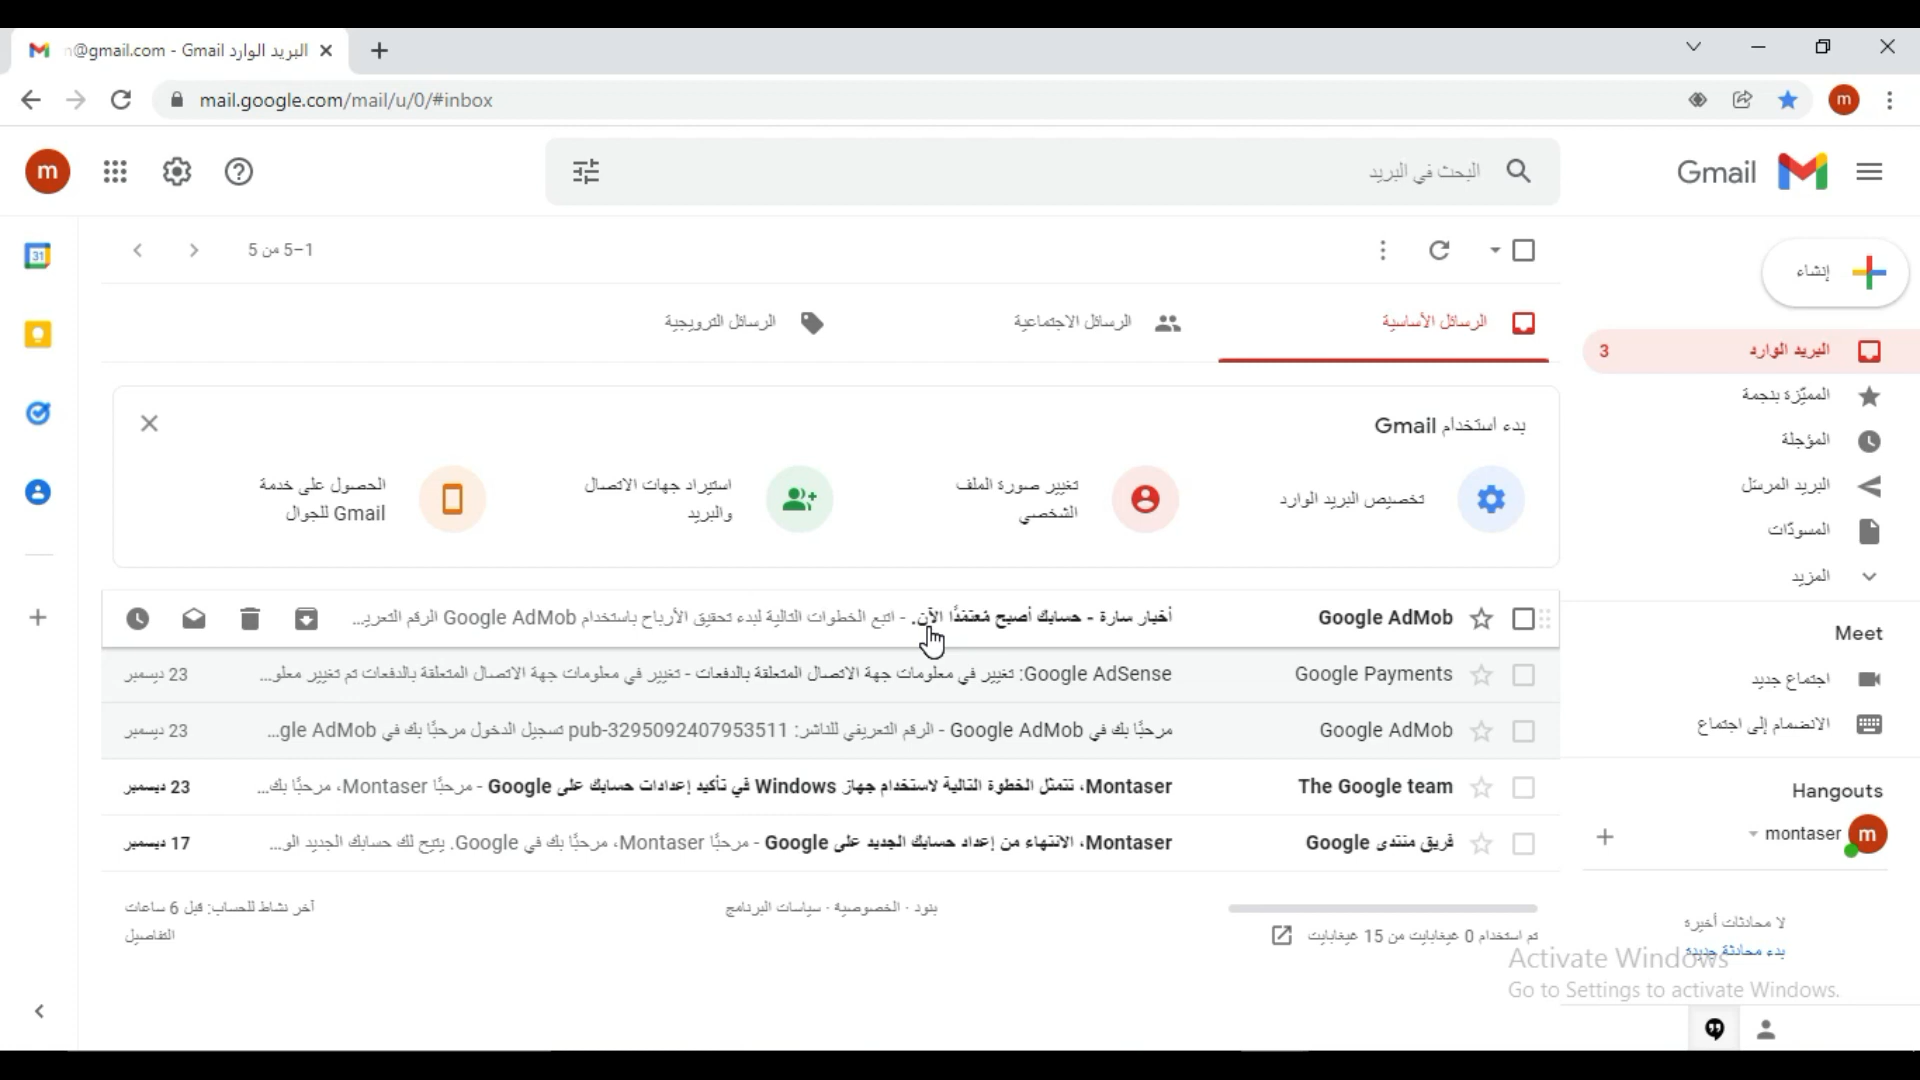 n@gmail.com - Gmail البريد الوارد
mail.google.com/mail/u/0/#inbox
m
Gmail
البحث في البريد
m
إنشاء
البريد الوارد
3
المميّزة بنجمة
المؤجلة
البريد المرسَل
المسودّات
المزيد
Meet
اجتماع جديد
الانضمام إلى اجتماع
Hangouts
montaser
m
لا محادثات أخيرة
بدء محادثة جديدة
1–5 من 5
الرسائل الأساسية
الرسائل الاجتماعية
الرسائل الترويجية
بدء استخدام Gmail
تخصيص البريد الوارد
تغيير صورة الملف
الشخصي
استيراد جهات الاتصال
والبريد
الحصول على خدمة
Gmail للجوال
Google AdMob أخبار سارة - حسابك أصبح مُعتمَدًا الآن. - اتبع الخطوات التالية لبدء تحقيق الأرباح باستخدام Google AdMob الرقم التعريـ...
Google Payments Google AdSense: تغيير في معلومات جهة الاتصال المتعلقة بالدفعات - تغيير في معلومات جهة الاتصال المتعلقة بالدفعات تم تغيير معلو... 23 ديسمبر
Google AdMob مرحبًا بك في Google AdMob - الرقم التعريفي للناشر: pub-3295092407953511 تسجيل الدخول مرحبًا بك في gle AdMob... 23 ديسمبر
The Google team Montaser، تتمثّل الخطوة التالية لاستخدام جهاز Windows في تأكيد إعدادات حسابك على Google - مرحبًا Montaser، مرحبًا بك... 23 ديسمبر
فريق منتدى Google Montaser، الانتهاء من إعداد حسابك الجديد على Google - مرحبًا Montaser، مرحبًا بك في Google. يتيح لك حسابك الجديد الو... 17 ديسمبر
تم استخدام 0 غيغابايت من 15 غيغابايت
بنود · الخصوصية · سياسات البرنامج
آخر نشاط للحساب: قبل 6 ساعات
التفاصيل
31
Activate Windows
Go to Settings to activate Windows.